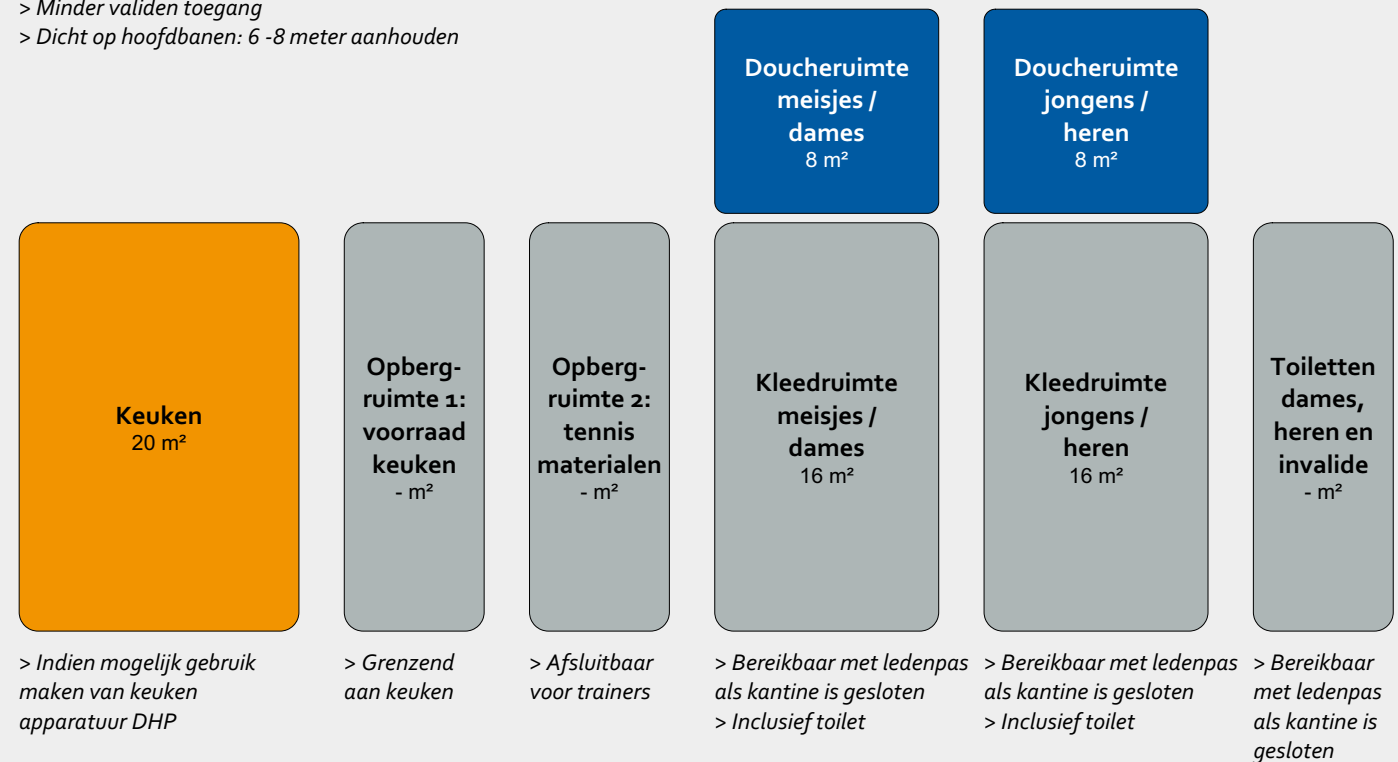 > Minder validen toegang
> Dicht op hoofdbanen: 6 -8 meter aanhouden
Doucheruimte
meisjes /
dames
8 m²
Doucheruimte
jongens /
heren
8 m²
Keuken
20 m²
Opberg-
ruimte 1:
voorraad
keuken
- m²
Opberg-
ruimte 2:
tennis
materialen
- m²
Kleedruimte
meisjes /
dames
16 m²
Kleedruimte
jongens /
heren
16 m²
Toiletten
dames,
heren en
invalide
- m²
> Indien mogelijk gebruik
maken van keuken
apparatuur DHP
> Grenzend
aan keuken
> Afsluitbaar
voor trainers
> Bereikbaar met ledenpas
als kantine is gesloten
> Inclusief toilet
> Bereikbaar met ledenpas
als kantine is gesloten
> Inclusief toilet
> Bereikbaar
met ledenpas
als kantine is
gesloten